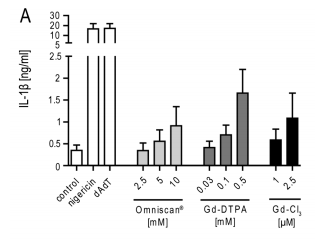 A
IL-1β [ng/ml]
30
25
20
15
10
5
2.5
2
1.5
1
0.5
0
control
nigericin
dAdT
2.5
5
10
0.03
0.1
0.5
1
2.5
Omniscan® Gd-DTPA Gd-Cl₃
[mM] [mM] [µM]